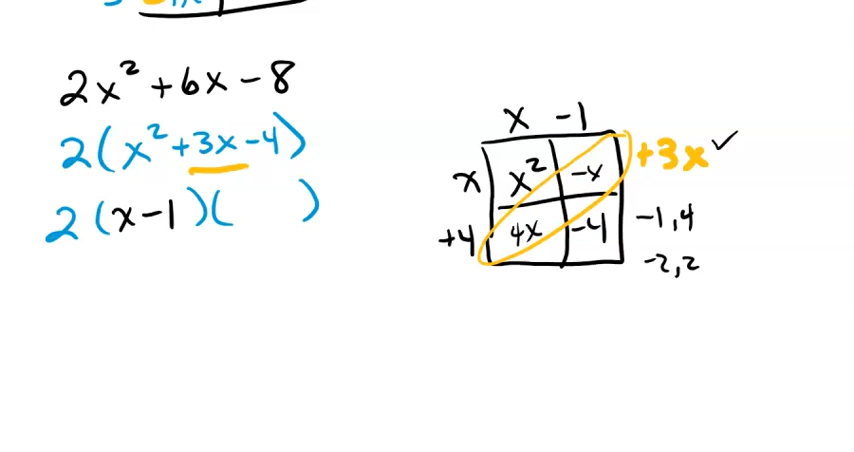 2x² + 6x - 8
2(x² + 3x - 4)
2(x - 1)( )
x -1
x x² -x +3x ✓
+4 4x -4 -1, 4
-2, 2